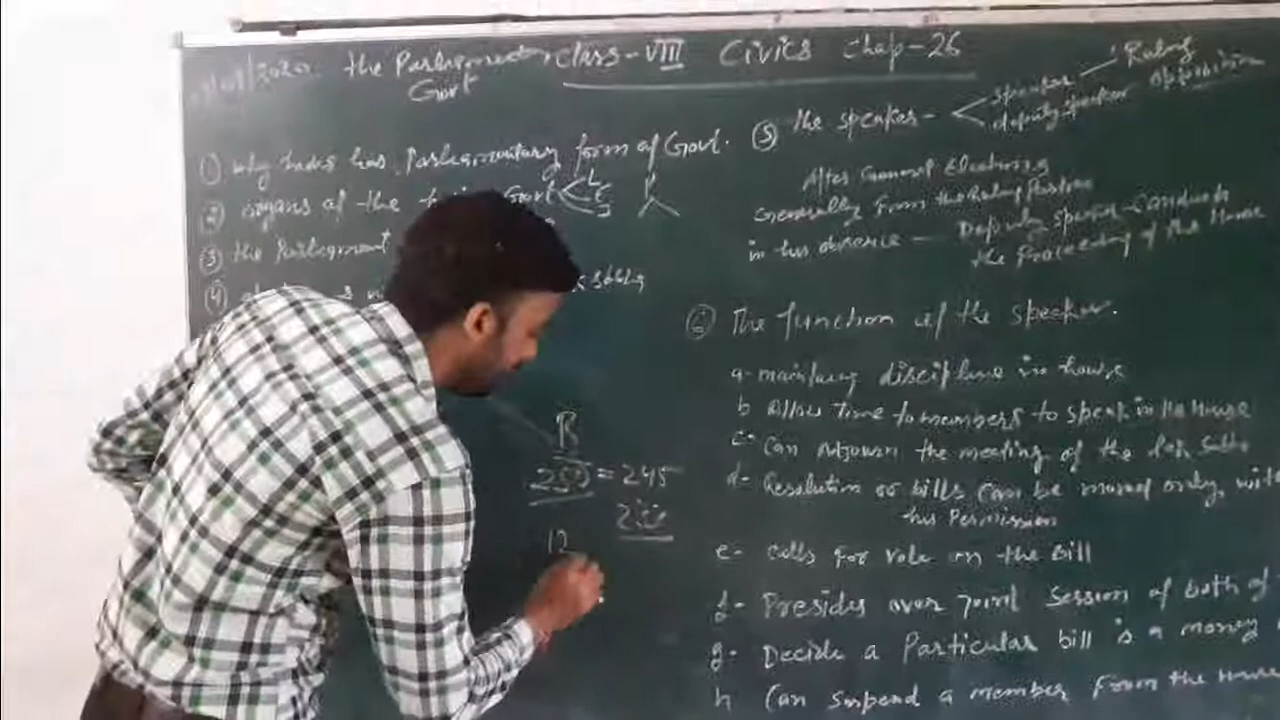 the Parliamentary class-VIII Civics Chap-26
Govt
① why India has Parliamentary form of Govt.
② organs of the Govt L
E
J
③ the Parliament
④
R
250 = 245
12
⑤ the speaker - speaker Ruling
deputy speaker opposition
After General Elections
Generally from the Ruling Parties
in his absence - Deputy speaker conducts
the Proceeding of the House
⑥ The function of the speaker.
a- maintain discipline in house
b Allow time to members to speak in the House
c- Can Adjourn the meeting of the Lok Sabha
d- Resolution or bills can be moved only with
his Permission
e- calls for vote on the Bill
f- Presides over joint session of both of
g- Decide a Particular bill is a money
h Can suspend a member from the House